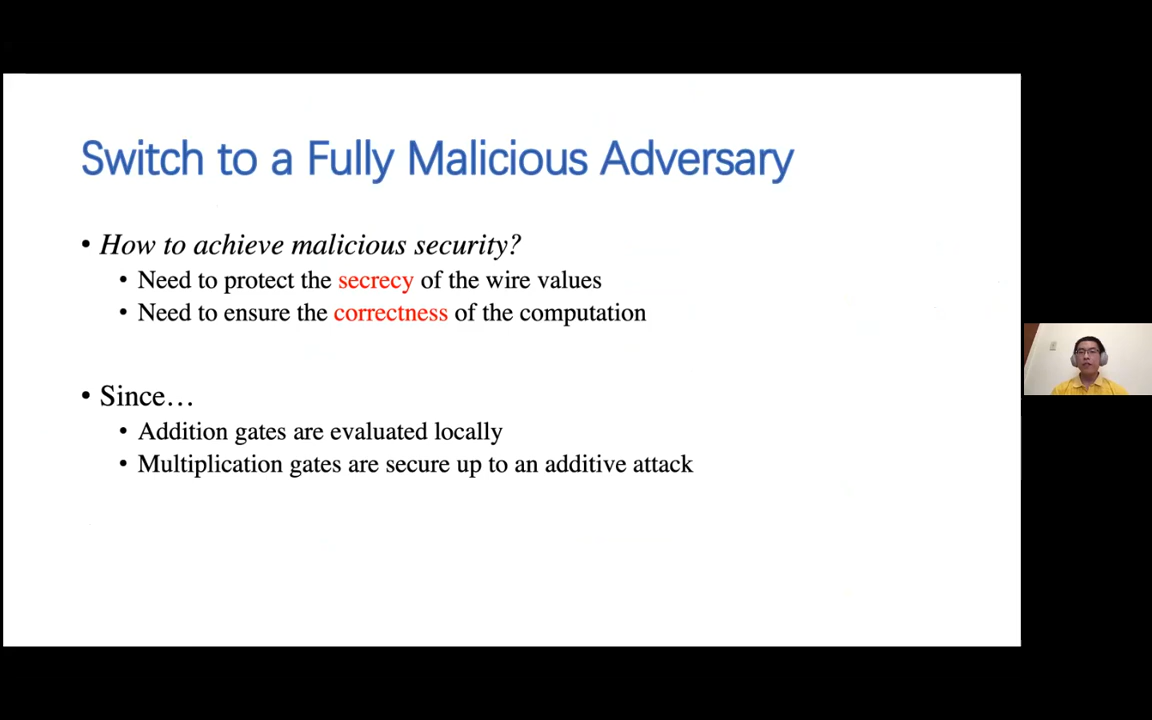 Switch to a Fully Malicious Adversary
• How to achieve malicious security?
• Need to protect the secrecy of the wire values
• Need to ensure the correctness of the computation
• Since…
• Addition gates are evaluated locally
• Multiplication gates are secure up to an additive attack